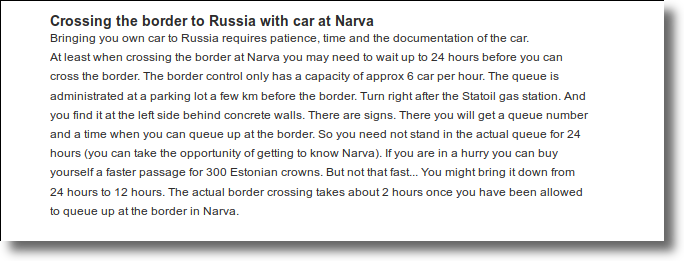 Crossing the border to Russia with car at Narva
Bringing you own car to Russia requires patience, time and the documentation of the car.
At least when crossing the border at Narva you may need to wait up to 24 hours before you can
cross the border. The border control only has a capacity of approx 6 car per hour. The queue is
administrated at a parking lot a few km before the border. Turn right after the Statoil gas station. And
you find it at the left side behind concrete walls. There are signs. There you will get a queue number
and a time when you can queue up at the border. So you need not stand in the actual queue for 24
hours (you can take the opportunity of getting to know Narva). If you are in a hurry you can buy
yourself a faster passage for 300 Estonian crowns. But not that fast... You might bring it down from
24 hours to 12 hours. The actual border crossing takes about 2 hours once you have been allowed
to queue up at the border in Narva.